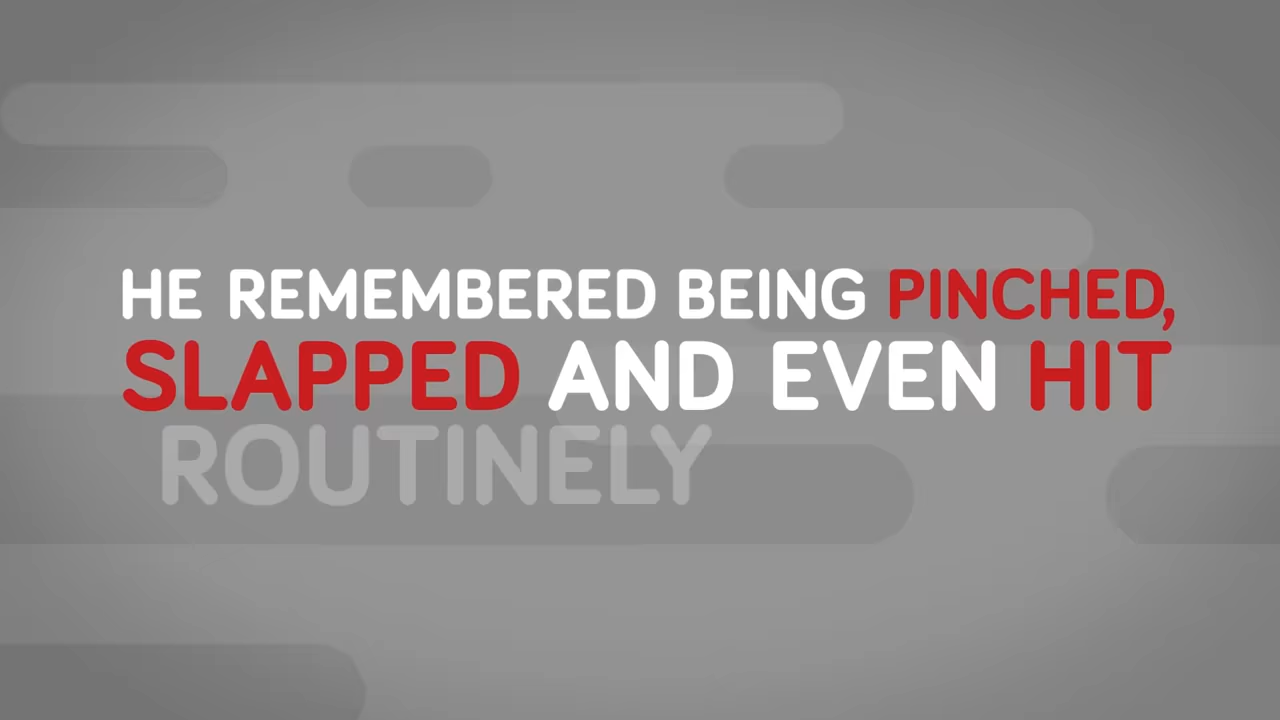 HE REMEMBERED BEING PINCHED,
SLAPPED AND EVEN HIT
ROUTINELY